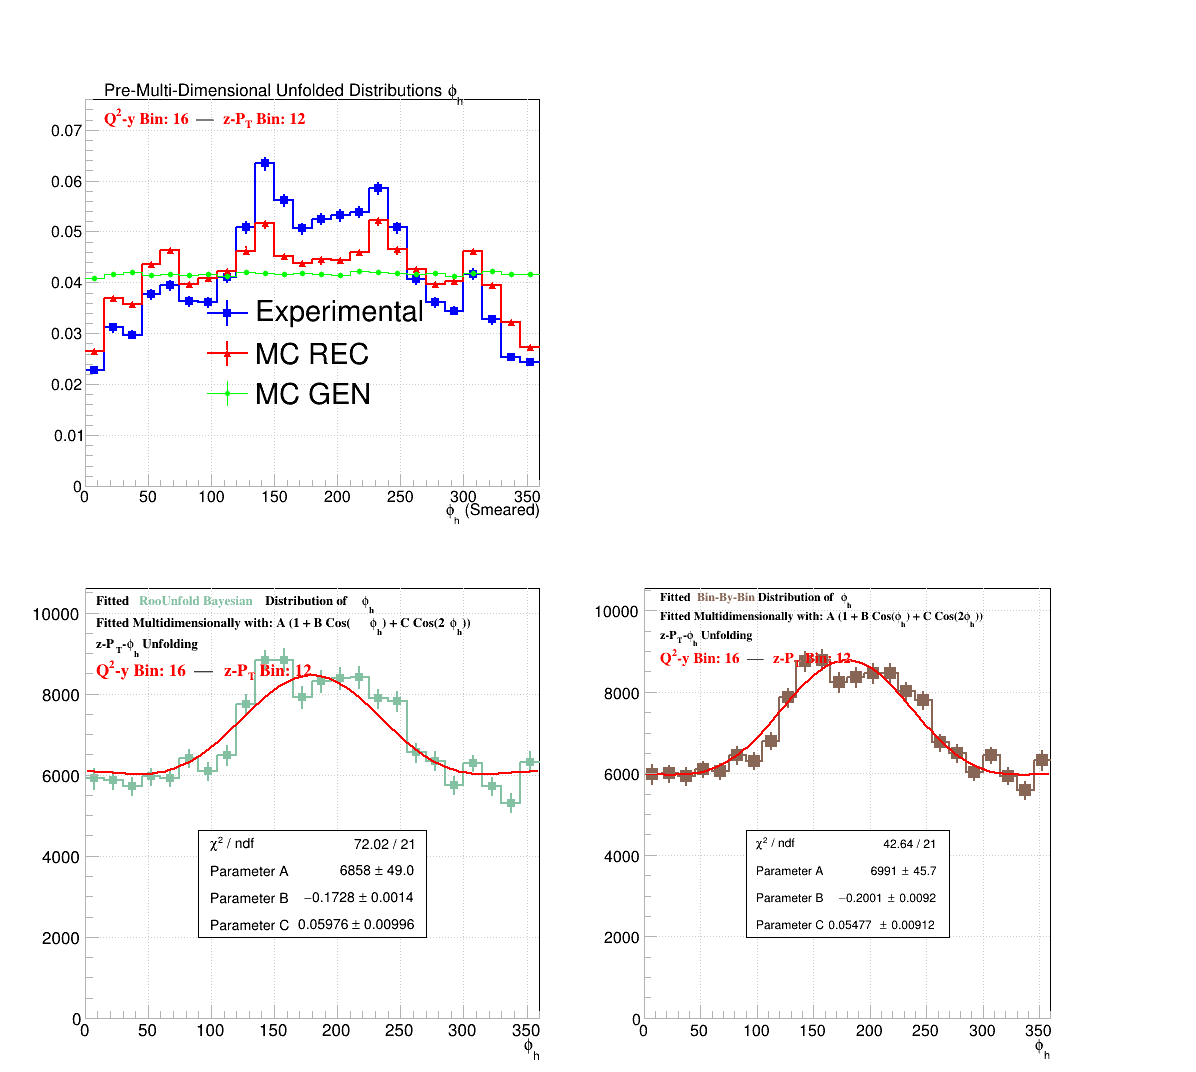 Pre-Multi-Dimensional Unfolded Distributions ϕh
Q2-y Bin: 16 — z-PT Bin: 12
0.07
0.06
0.05
0.04
0.03
0.02
0.01
0
Experimental
MC REC
MC GEN
0 50 100 150 200 250 300 350
ϕh (Smeared)
Fitted RooUnfold Bayesian Distribution of ϕh
Fitted Multidimensionally with: A (1 + B Cos( ϕh) + C Cos(2 ϕh))
z-PT-ϕh Unfolding
Q2-y Bin: 16 — z-PT Bin: 12
10000
8000
6000
4000
2000
0
χ2 / ndf 72.02 / 21
Parameter A 6858 ± 49.0
Parameter B −0.1728 ± 0.0014
Parameter C 0.05976 ± 0.00996
0 50 100 150 200 250 300 350
ϕh
Fitted Bin-By-Bin Distribution of ϕh
Fitted Multidimensionally with: A (1 + B Cos(ϕh) + C Cos(2ϕh))
z-PT-ϕh Unfolding
Q2-y Bin: 16 — z-PT Bin: 12
10000
8000
6000
4000
2000
0
χ2 / ndf 42.64 / 21
Parameter A 6991 ± 45.7
Parameter B −0.2001 ± 0.0092
Parameter C 0.05477 ± 0.00912
0 50 100 150 200 250 300 350
ϕh